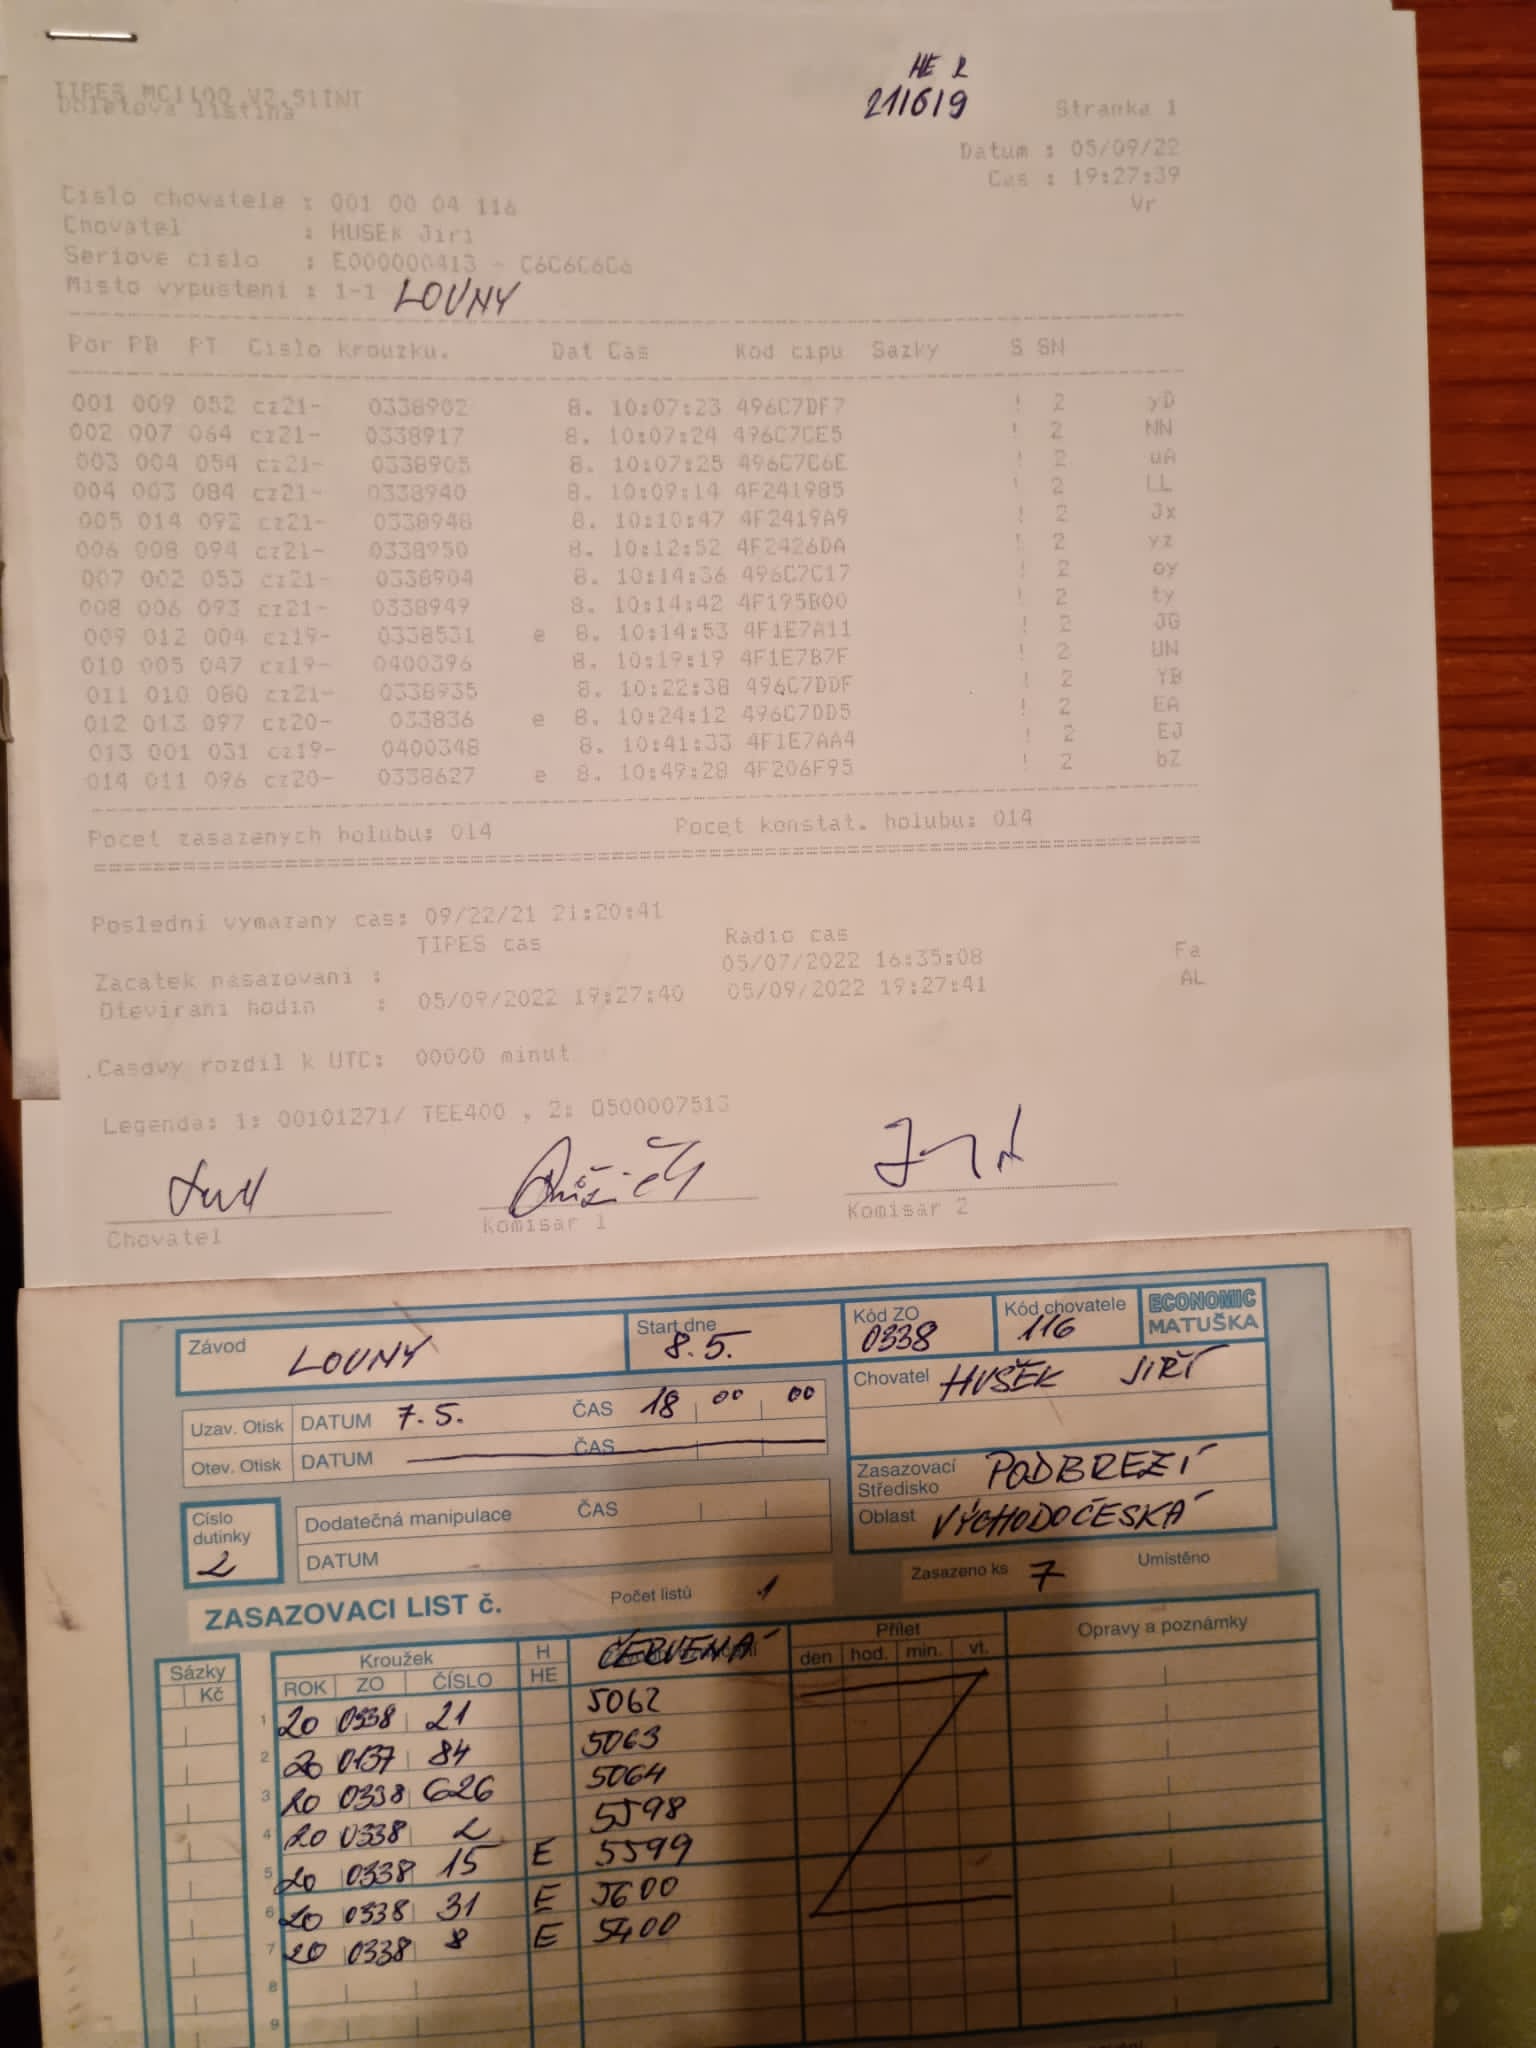 HE 2
21/6/9
TIPES MC1100 V2.51INT
Doletova listina
Stranka 1
Datum : 05/09/22
Cas : 19:27:39
Vr
Cislo chovatele : 001 00 04 116
Chovatel : HUSEK Jiri
Seriove cislo : E000000413 - C6C6C6C6
Misto vypusteni : 1-1 LOUNY
Por PB PT Cislo krouzku. Dat Cas Kod cipu Sazky S SN
001 009 052 cz21- 0338902 8. 10:07:23 496C7DF7 ! 2 yD
002 007 064 cz21- 0338917 8. 10:07:24 496C7CE5 ! 2 NN
003 004 054 cz21- 0338905 8. 10:07:25 496C7C6E ! 2 uA
004 003 084 cz21- 0338940 8. 10:09:14 4F241985 ! 2 LL
005 014 092 cz21- 0338948 8. 10:10:47 4F2419A9 ! 2 Jx
006 008 094 cz21- 0338950 8. 10:12:52 4F2426DA ! 2 yz
007 002 053 cz21- 0338904 8. 10:14:36 496C7C17 ! 2 oy
008 006 093 cz21- 0338949 8. 10:14:42 4F195B00 ! 2 ty
009 012 004 cz19- 0338531 e 8. 10:14:53 4F1E7A11 ! 2 JG
010 005 047 cz19- 0400396 8. 10:19:19 4F1E7B7F ! 2 UN
011 010 080 cz21- 0338935 8. 10:22:38 496C7DDF ! 2 YB
012 013 097 cz20- 033836 e 8. 10:24:12 496C7DD5 ! 2 EA
013 001 031 cz19- 0400348 8. 10:41:33 4F1E7AA4 ! 2 EJ
014 011 096 cz20- 0338627 e 8. 10:49:28 4F206F95 ! 2 bZ
Pocet zasazenych holubu: 014 Pocet konstat. holubu: 014
Posledni vymazany cas: 09/22/21 21:20:41
TIPES cas Radio cas
Zacatek nasazovani : 05/07/2022 16:35:08 Fa
Otevirani hodin : 05/09/2022 19:27:40 05/09/2022 19:27:41 AL
Casovy rozdil k UTC: 00000 minut
Legenda: 1: 00101271/ TEE400 , 2: 0500007513
Chovatel Komisar 1 Komisar 2
Závod LOUNY Start dne 8.5. Kód ZO 0338 Kód chovatele 116 ECONOMIC MATUŠKA
Chovatel HUŠEK JIŘÍ
Uzav. Otisk DATUM 7.5. ČAS 18 00 00
Otev. Otisk DATUM ČAS
Zasazovací Středisko PODBREZÍ
Oblast VÝCHODOČESKÁ
Číslo dutinky 2
Dodatečná manipulace ČAS
DATUM
Zasazeno ks 7 Umístěno
ZASAZOVACI LIST č. Počet listů 1
Sázky Kroužek H ČERVENÁ Přílet Opravy a poznámky
Kč ROK ZO ČÍSLO HE den hod. min. vt.
1 20 0338 21 5062
2 20 0137 84 5063
3 20 0338 626 5064
4 20 0338 2 5598
5 20 0338 15 E 5599
6 20 0338 31 E 5600
7 20 0338 8 E 5400
8
9